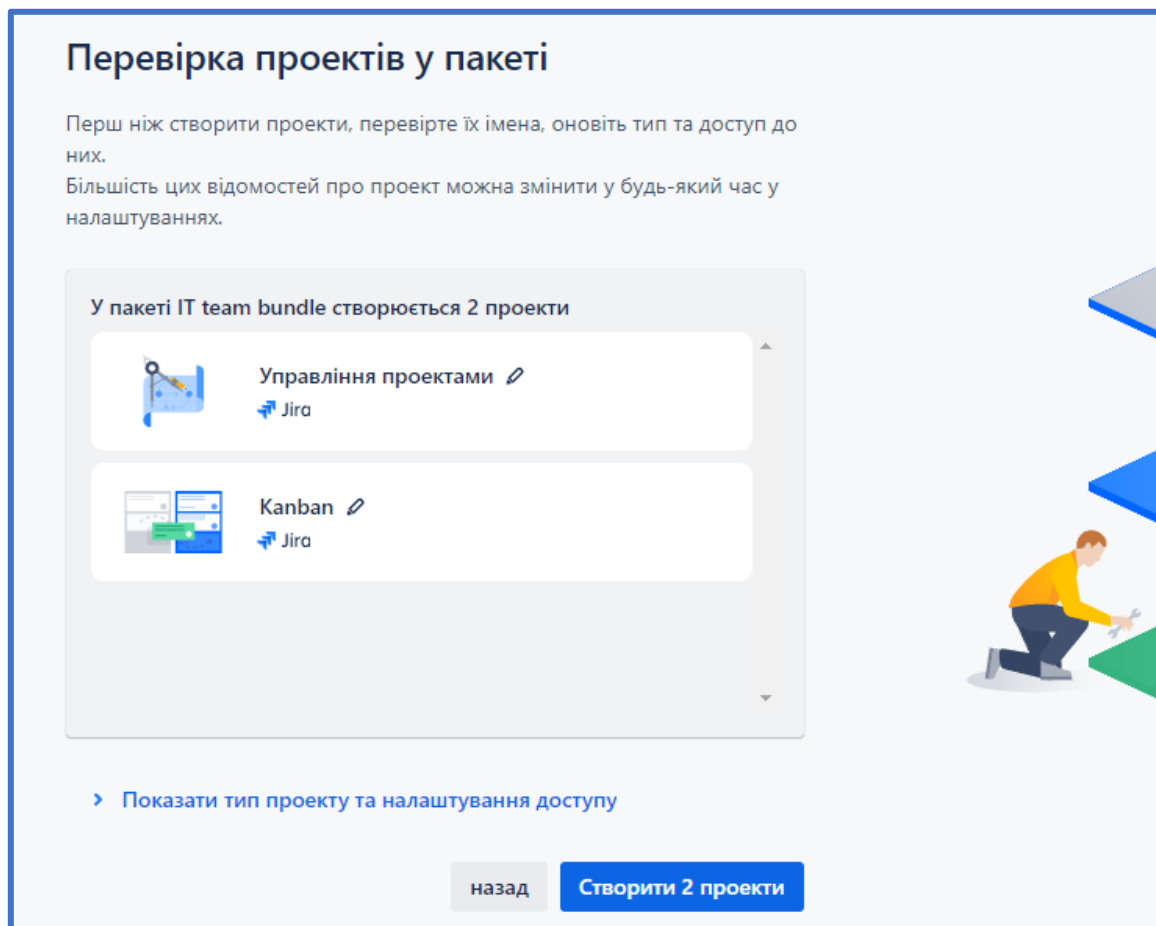 Перевірка проектів у пакеті
Перш ніж створити проекти, перевірте їх імена, оновіть тип та доступ до
них.
Більшість цих відомостей про проект можна змінити у будь-який час у
налаштуваннях.
У пакеті IT team bundle створюється 2 проекти
Управління проектами
Jira
Kanban
Jira
Показати тип проекту та налаштування доступу
назад
Створити 2 проекти